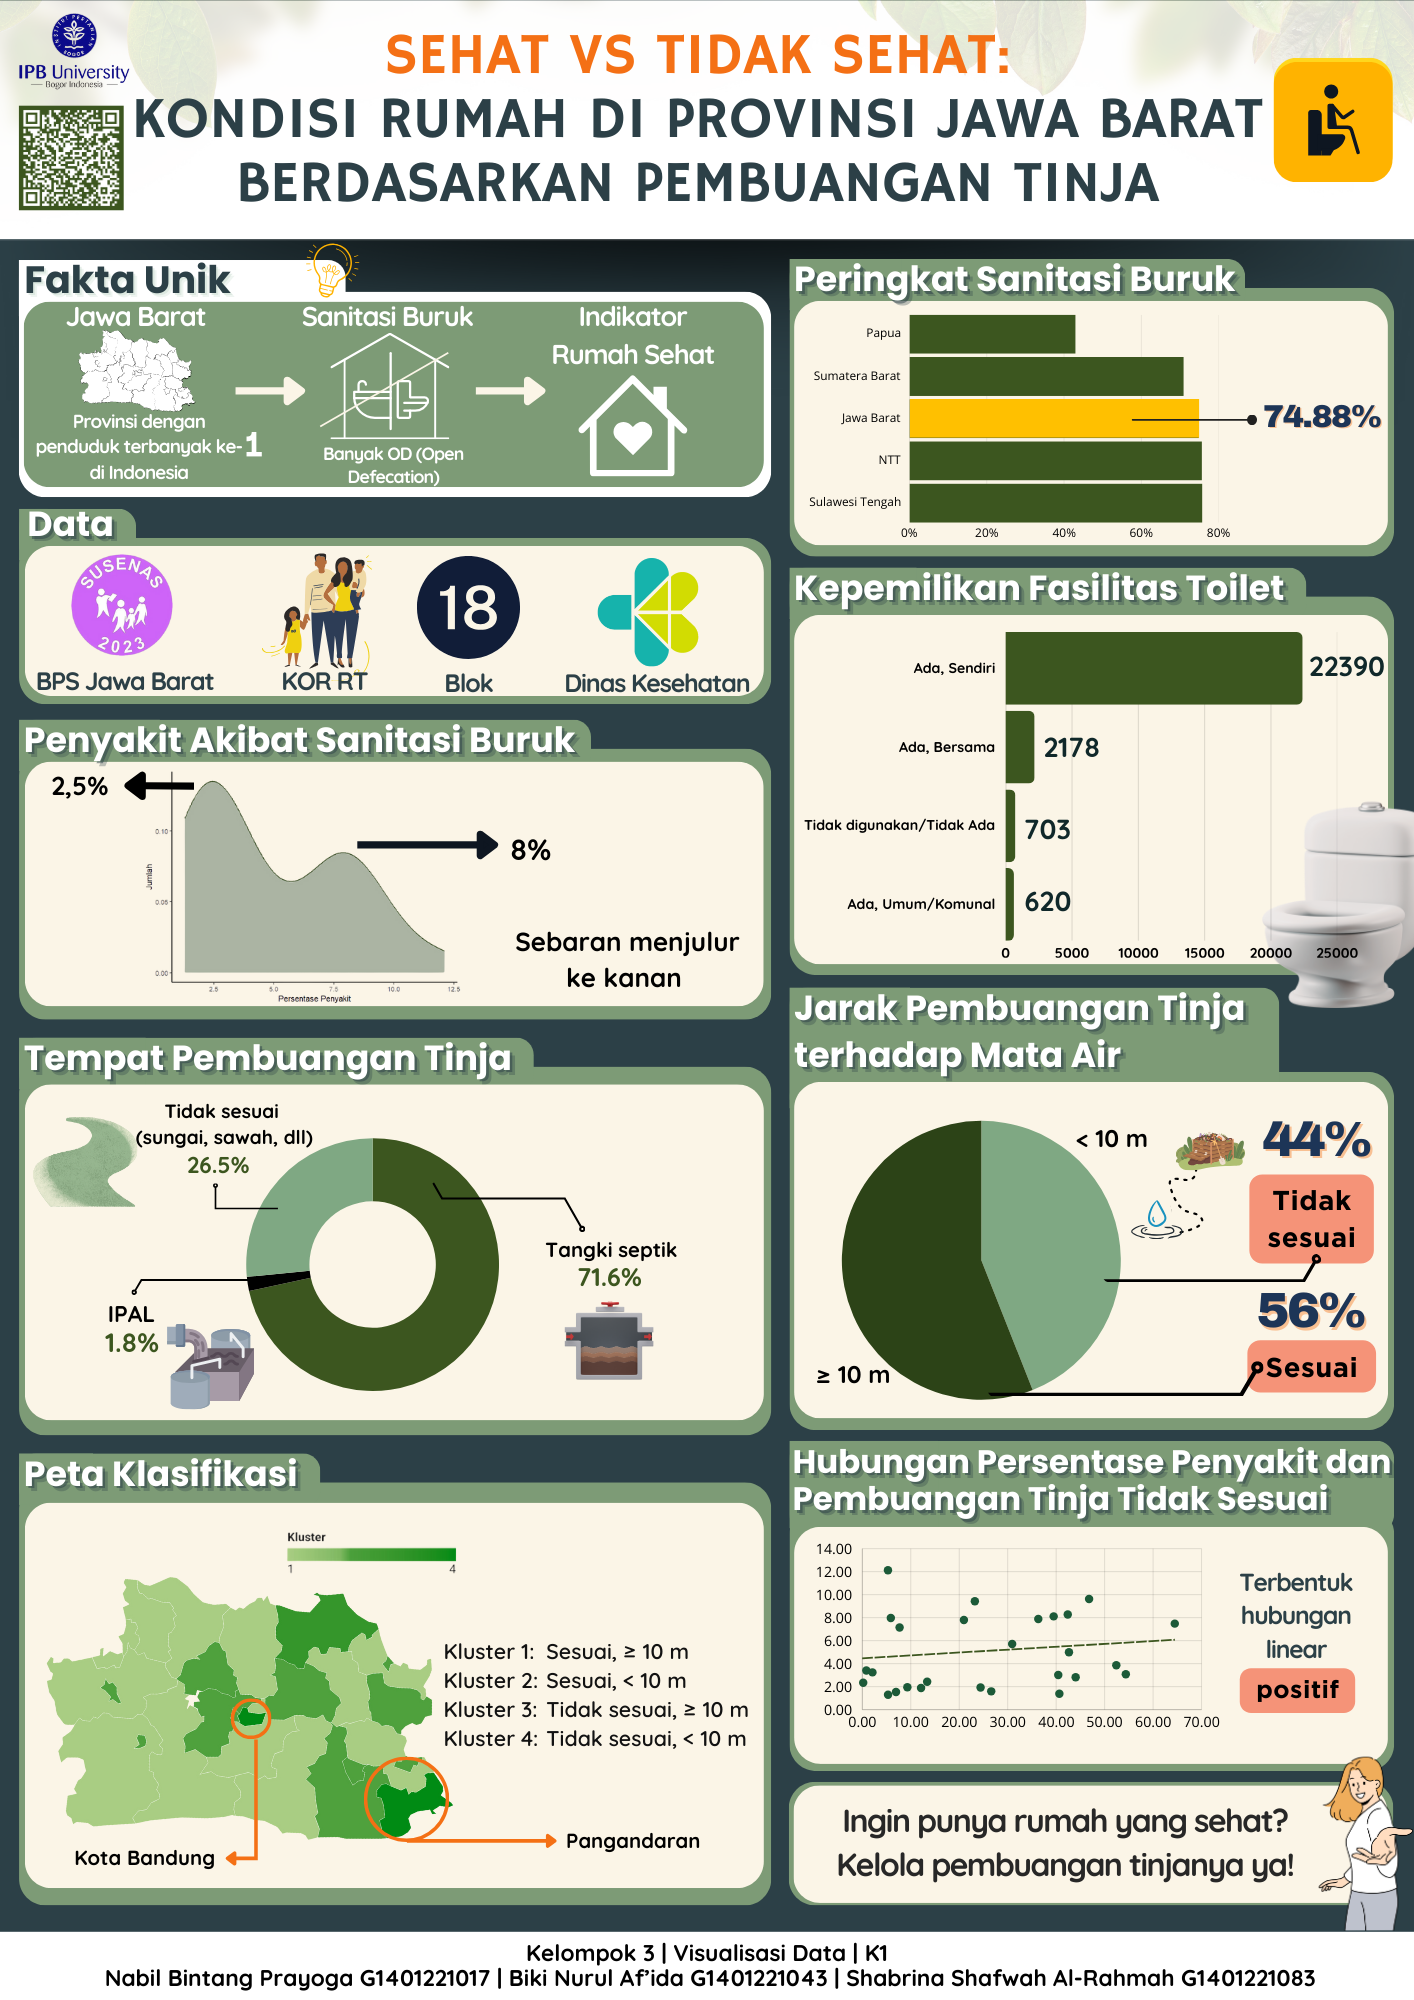 INSTITUT PERTANIAN
BOGOR
IPB University
Bogor Indonesia
SEHAT VS TIDAK SEHAT:
KONDISI RUMAH DI PROVINSI JAWA BARAT
BERDASARKAN PEMBUANGAN TINJA
Fakta Unik
Jawa Barat
Provinsi dengan
penduduk terbanyak ke-1
di Indonesia
Sanitasi Buruk
Banyak OD (Open
Defecation)
Indikator
Rumah Sehat
Data
SUSENAS
2023
BPS Jawa Barat
KOR RT
18
Blok
Dinas Kesehatan
Penyakit Akibat Sanitasi Buruk
2,5%
8%
Sebaran menjulur
ke kanan
Jumlah
0.10
0.05
0.00
2.5 5.0 7.5 10.0 12.5
Persentase Penyakit
Tempat Pembuangan Tinja
Tidak sesuai
(sungai, sawah, dll)
26.5%
IPAL
1.8%
Tangki septik
71.6%
Peta Klasifikasi
Kluster
1 4
Kluster 1: Sesuai, ≥ 10 m
Kluster 2: Sesuai, < 10 m
Kluster 3: Tidak sesuai, ≥ 10 m
Kluster 4: Tidak sesuai, < 10 m
Kota Bandung
Pangandaran
Peringkat Sanitasi Buruk
Papua
Sumatera Barat
Jawa Barat
74.88%
NTT
Sulawesi Tengah
0% 20% 40% 60% 80%
Kepemilikan Fasilitas Toilet
Ada, Sendiri 22390
Ada, Bersama 2178
Tidak digunakan/Tidak Ada 703
Ada, Umum/Komunal 620
0 5000 10000 15000 20000 25000
Jarak Pembuangan Tinja
terhadap Mata Air
< 10 m
≥ 10 m
44%
Tidak
sesuai
56%
Sesuai
Hubungan Persentase Penyakit dan
Pembuangan Tinja Tidak Sesuai
14.00
12.00
10.00
8.00
6.00
4.00
2.00
0.00
0.00 10.00 20.00 30.00 40.00 50.00 60.00 70.00
Terbentuk
hubungan
linear
positif
Ingin punya rumah yang sehat?
Kelola pembuangan tinjanya ya!
Kelompok 3 | Visualisasi Data | K1
Nabil Bintang Prayoga G1401221017 | Biki Nurul Af'ida G1401221043 | Shabrina Shafwah Al-Rahmah G1401221083